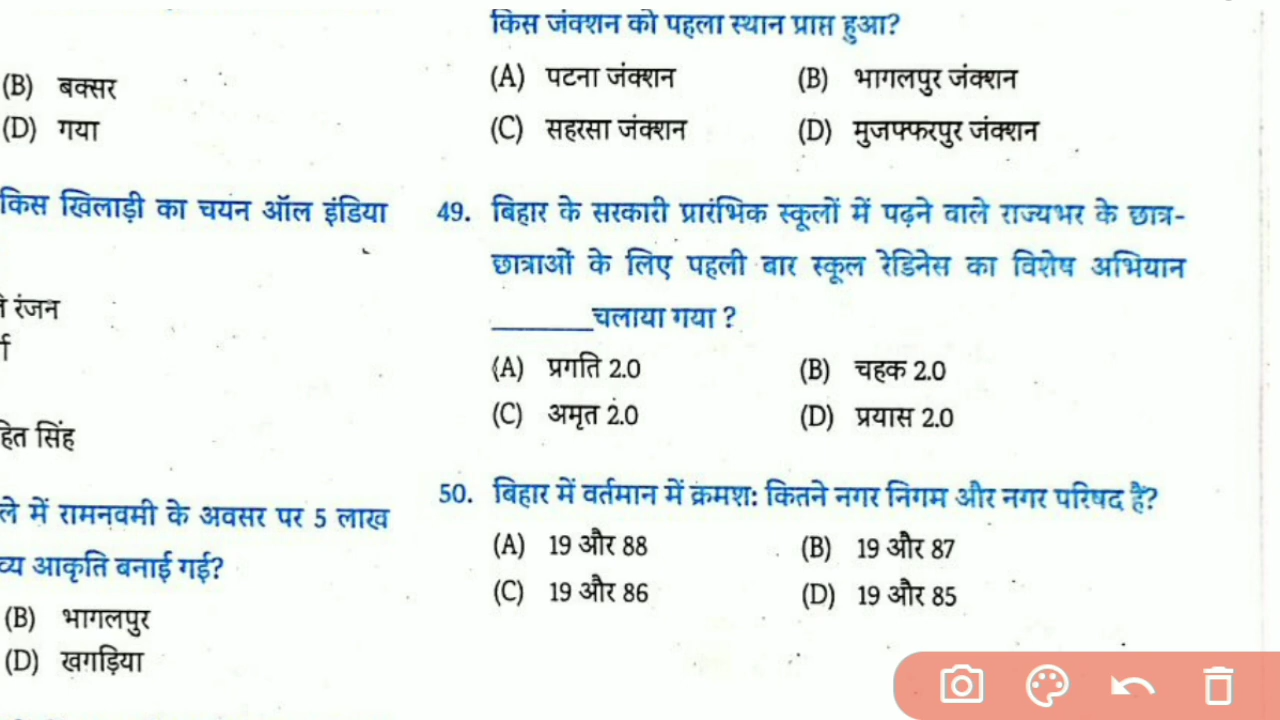 (B) बक्सर
(D) गया
किस खिलाड़ी का चयन ऑल इंडिया
रंजन
हित सिंह
ले में रामनवमी के अवसर पर 5 लाख
व्य आकृति बनाई गई?
(B) भागलपुर
(D) खगड़िया
किस जंक्शन को पहला स्थान प्राप्त हुआ?
(A) पटना जंक्शन (B) भागलपुर जंक्शन
(C) सहरसा जंक्शन (D) मुजफ्फरपुर जंक्शन
49. बिहार के सरकारी प्रारंभिक स्कूलों में पढ़ने वाले राज्यभर के छात्र-
छात्राओं के लिए पहली बार स्कूल रेडिनेस का विशेष अभियान
______चलाया गया ?
(A) प्रगति 2.0 (B) चहक 2.0
(C) अमृत 2.0 (D) प्रयास 2.0
50. बिहार में वर्तमान में क्रमश: कितने नगर निगम और नगर परिषद हैं?
(A) 19 और 88 (B) 19 और 87
(C) 19 और 86 (D) 19 और 85